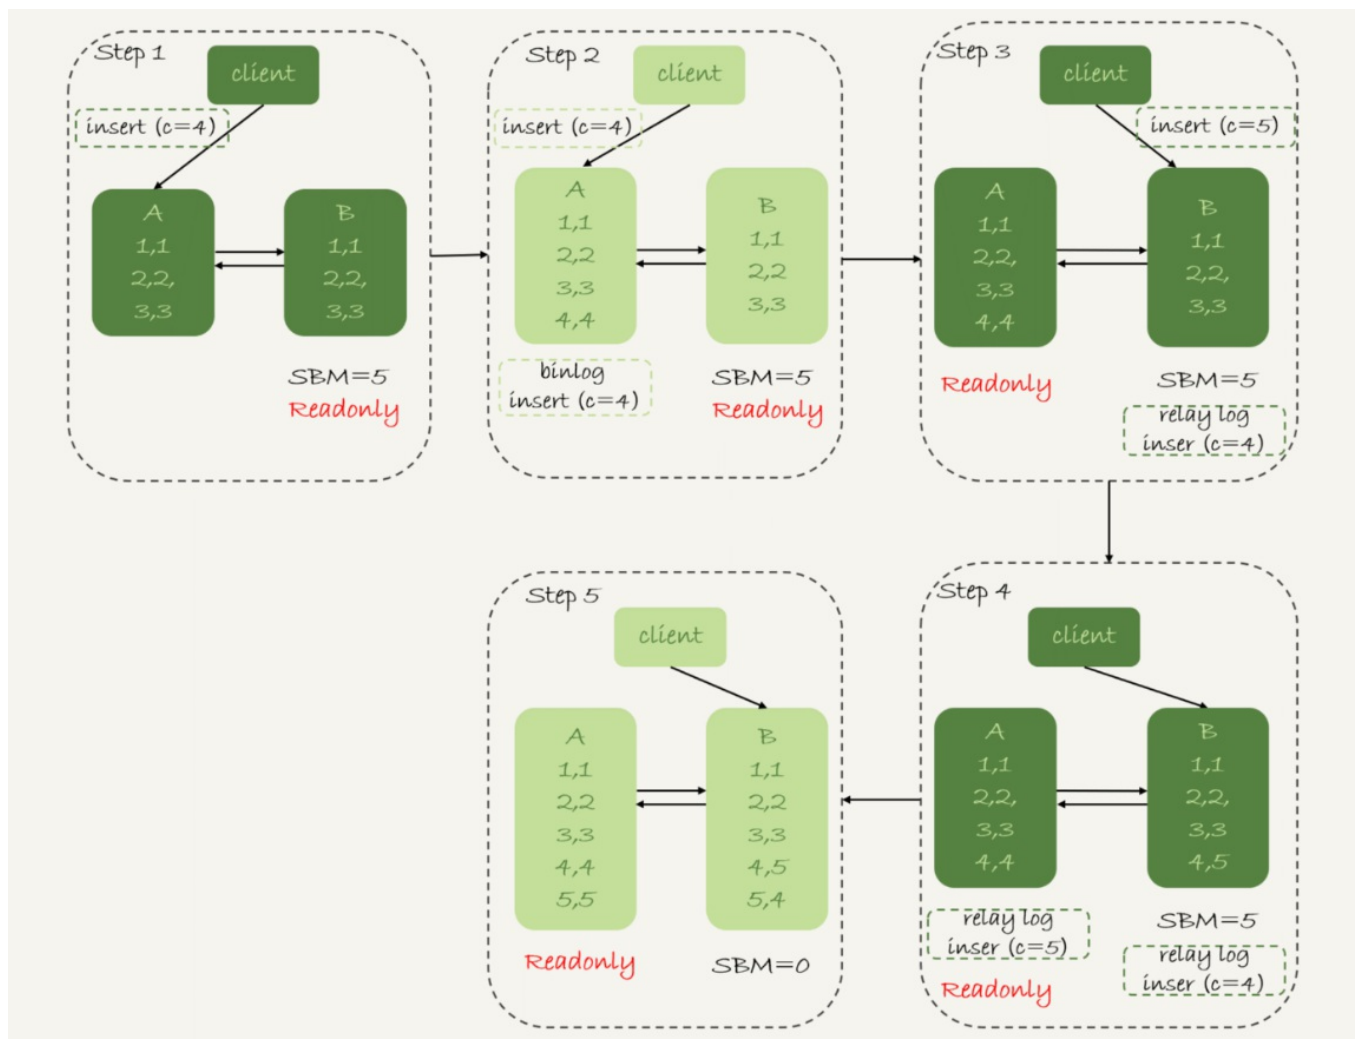 Step 1
client
insert (c=4)
A
1,1
2,2,
3,3
B
1,1
2,2,
3,3
SBM=5
Readonly
Step 2
client
insert (c=4)
A
1,1
2,2
3,3
4,4
binlog
insert (c=4)
B
1,1
2,2
3,3
SBM=5
Readonly
Step 3
client
insert (c=5)
A
1,1
2,2,
3,3
4,4
Readonly
B
1,1
2,2,
3,3
SBM=5
relay log
inser (c=4)
Step 4
client
A
1,1
2,2,
3,3
4,4
relay log
inser (c=5)
Readonly
B
1,1
2,2,
3,3
4,5
SBM=5
relay log
inser (c=4)
Step 5
client
A
1,1
2,2
3,3
4,4
5,5
Readonly
B
1,1
2,2
3,3
4,5
5,4
SBM=0